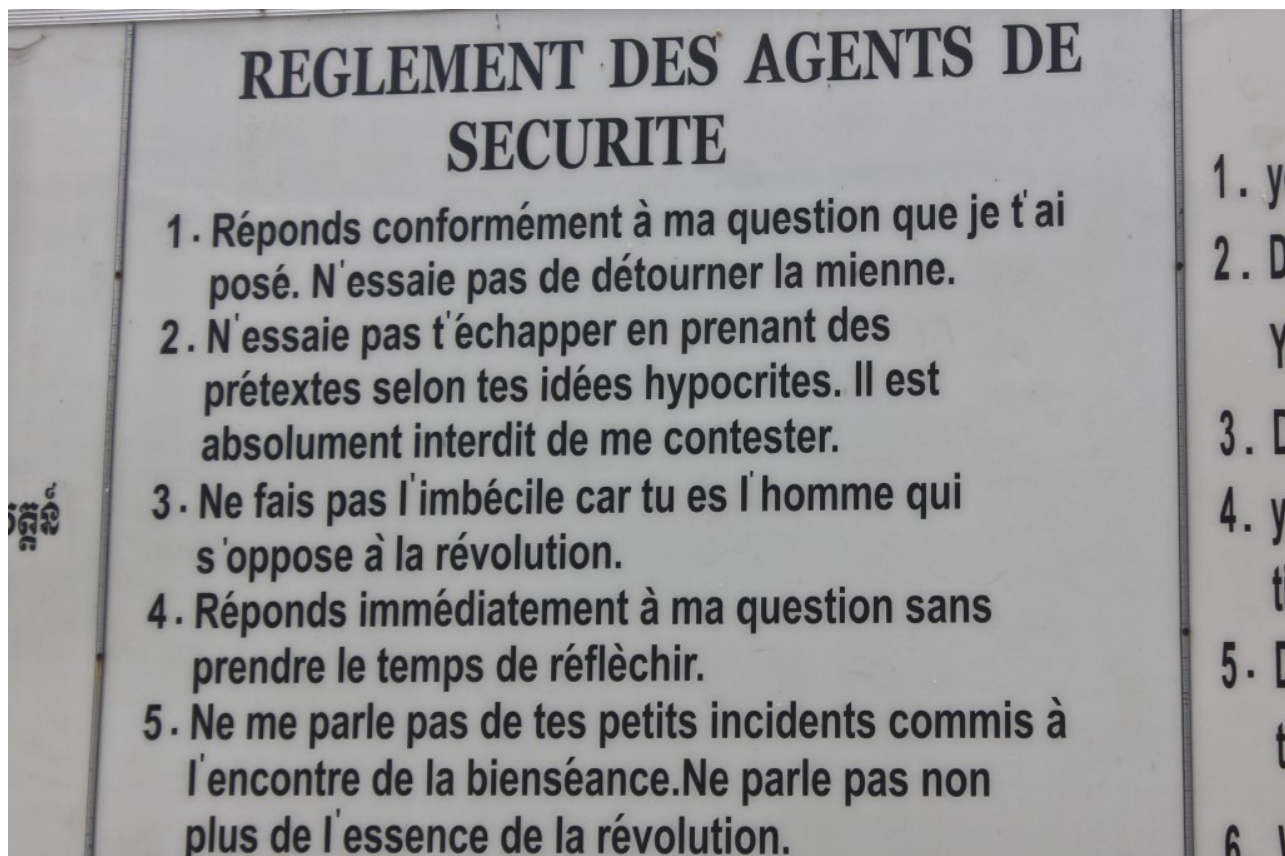 REGLEMENT DES AGENTS DE
SECURITE
1. Réponds conformément à ma question que je t'ai
posé. N'essaie pas de détourner la mienne.
2. N'essaie pas t'échapper en prenant des
prétextes selon tes idées hypocrites. Il est
absolument interdit de me contester.
3. Ne fais pas l'imbécile car tu es l'homme qui
s'oppose à la révolution.
4. Réponds immédiatement à ma question sans
prendre le temps de réflèchir.
5. Ne me parle pas de tes petits incidents commis à
l'encontre de la bienséance.Ne parle pas non
plus de l'essence de la révolution.
1. y
2. D
Y
3. D
4. y
ti
5. D
t
6.